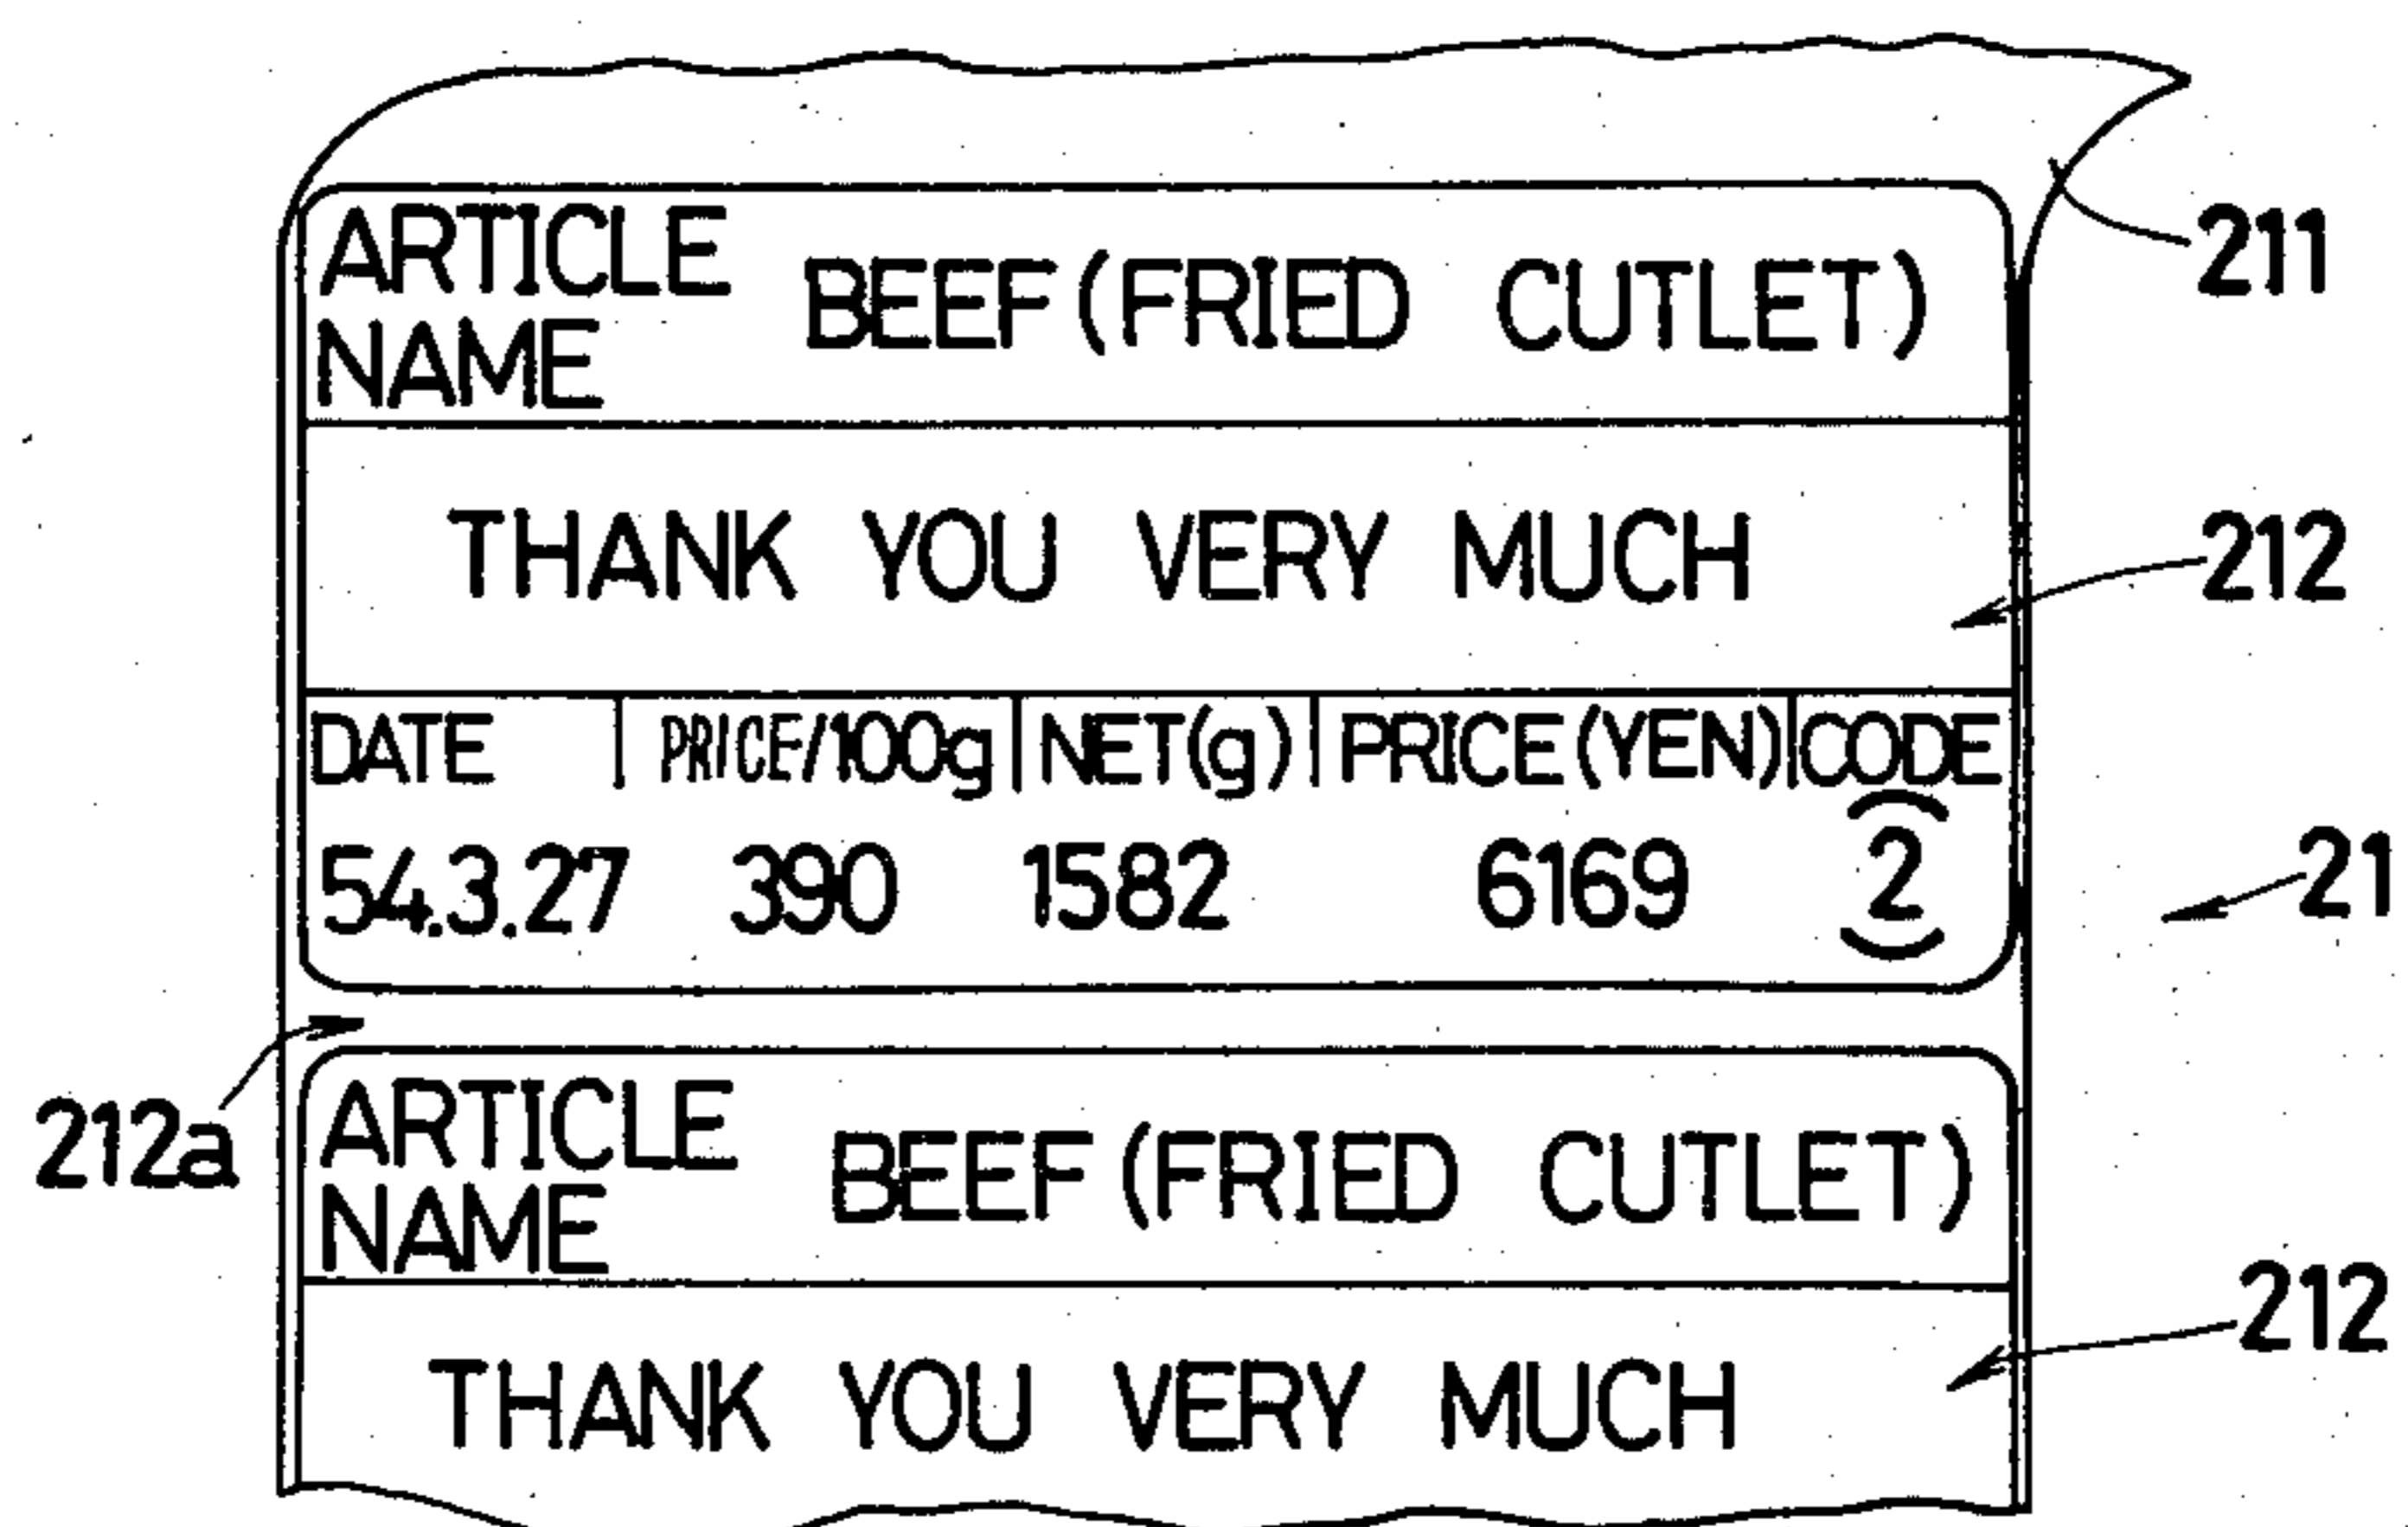 ARTICLE
NAME
BEEF (FRIED CUTLET)
211
THANK YOU VERY MUCH
212
DATE PRICE/100g NET(g) PRICE(YEN) CODE
54.3.27 390 1582 6169 2
21
212a
ARTICLE
NAME
BEEF (FRIED CUTLET)
THANK YOU VERY MUCH
212